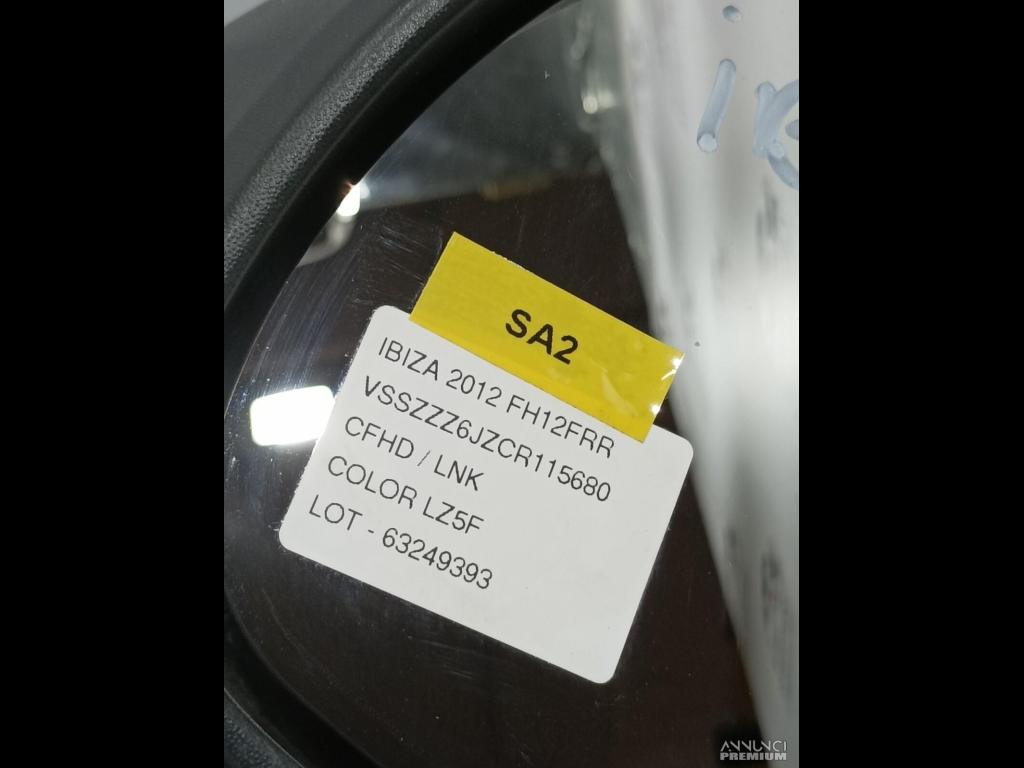 SA2
IBIZA 2012 FH12FRR
VSSZZZ6JZCR115680
CFHD / LNK
COLOR LZ5F
LOT - 63249393
ANNUNCI
PREMIUM